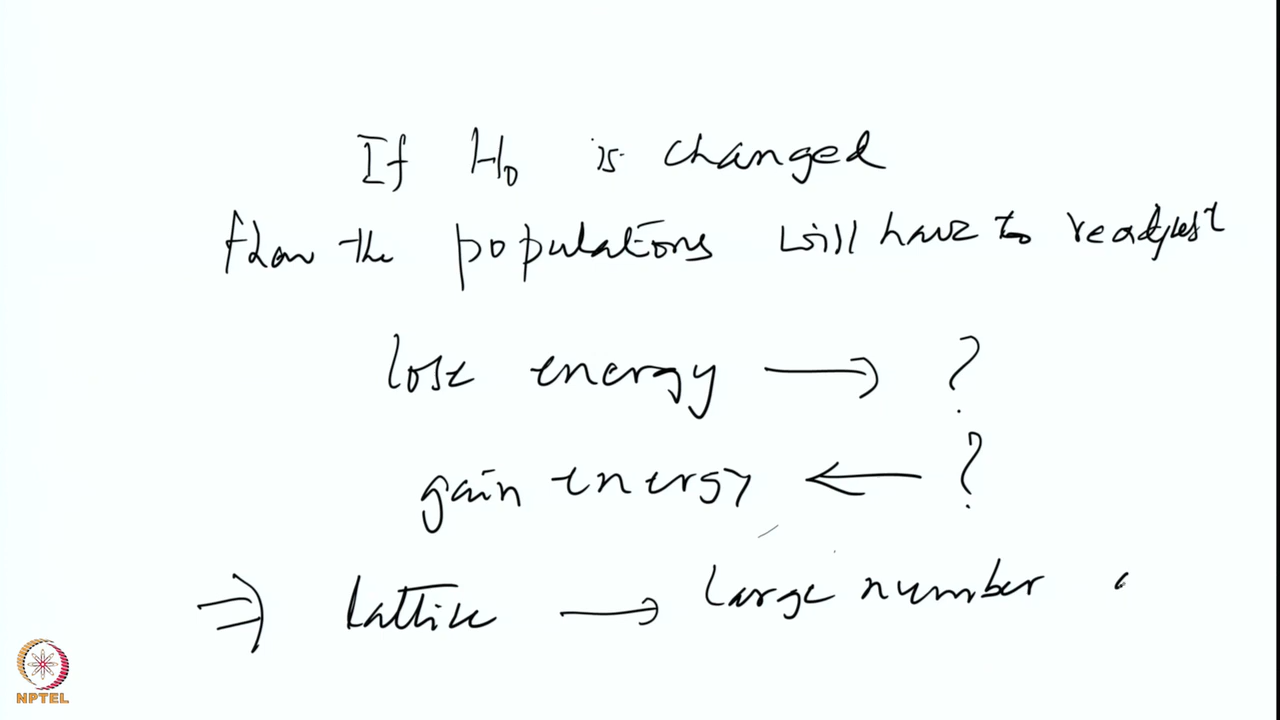 If H₀ is changed
then the populations will have to readjust
lose energy → ?
gain energy ← ?
⇒ lattice → large number
NPTEL